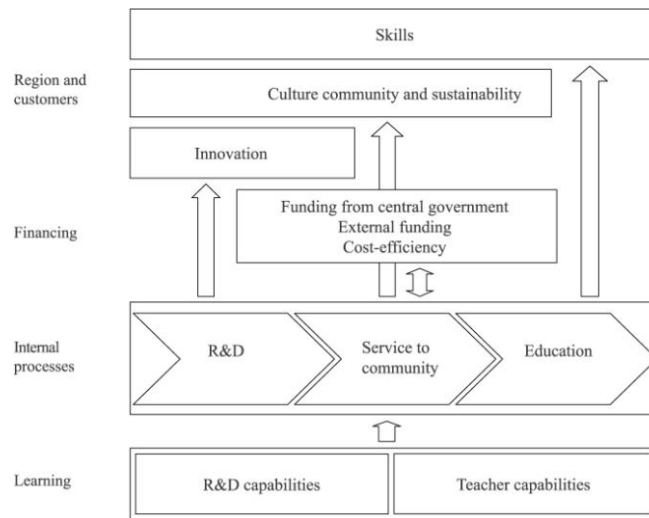 Skills
Region and
customers
Culture community and sustainability
Innovation
Financing
Funding from central government
External funding
Cost-efficiency
Internal
processes
R&D
Service to
community
Education
Learning
R&D capabilities
Teacher capabilities